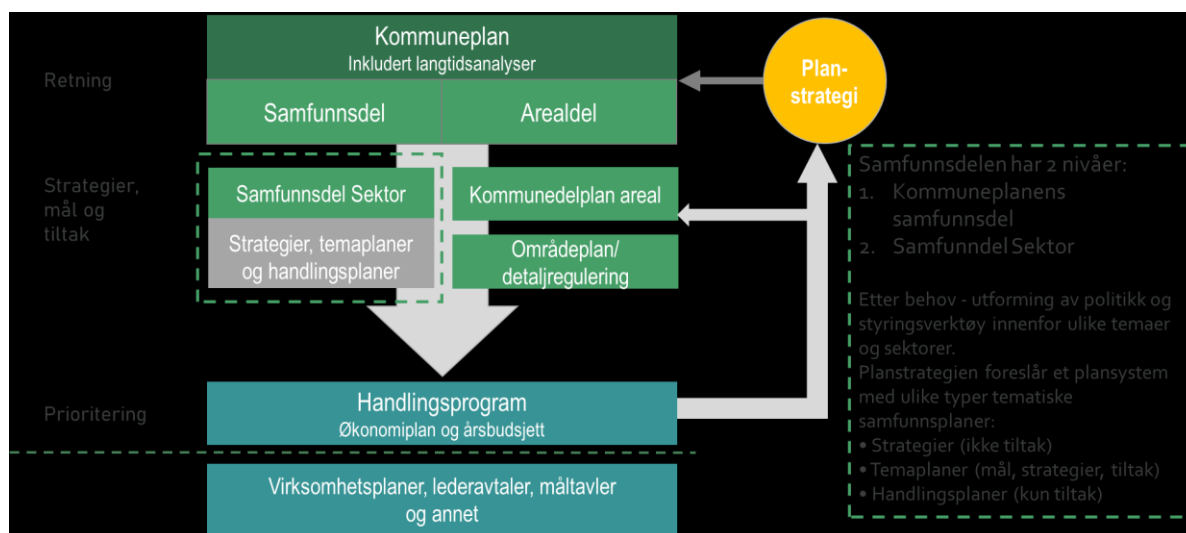 Kommuneplan
Inkludert langtidsanalyser
Retning
Samfunnsdel
Arealdel
Plan-
strategi
Strategier,
mål og
tiltak
Samfunnsdel Sektor
Strategier, temaplaner
og handlingsplaner
Kommunedelplan areal
Områdeplan/
detaljregulering
Samfunnsdelen har 2 nivåer:
1. Kommuneplanens
samfunnsdel
2. Samfunndel Sektor
Etter behov - utforming av politikk og
styringsverktøy innenfor ulike temaer
og sektorer.
Planstrategien foreslår et plansystem
med ulike typer tematiske
samfunnsplaner:
• Strategier (ikke tiltak)
• Temaplaner (mål, strategier, tiltak)
• Handlingsplaner (kun tiltak)
Prioritering
Handlingsprogram
Økonomiplan og årsbudsjett
Virksomhetsplaner, lederavtaler, måltavler
og annet